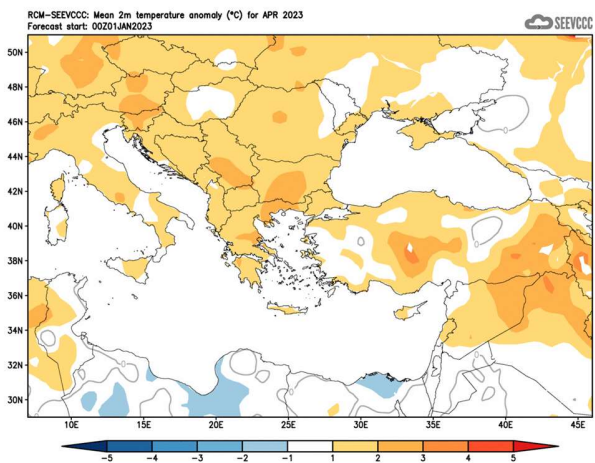 RCM-SEEVCCC: Mean 2m temperature anomaly (°C) for APR 2023
Forecast start: 00Z01JAN2023
SEEVCCC
50N
48N
46N
44N
42N
40N
38N
36N
34N
32N
30N
10E 15E 20E 25E 30E 35E 40E 45E
-5 -4 -3 -2 -1 1 2 3 4 5